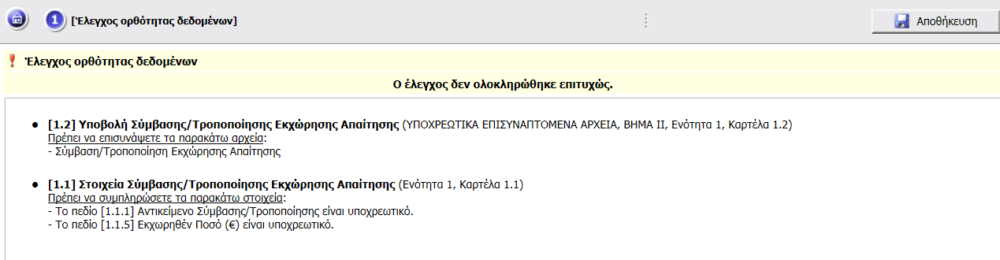 1 [Έλεγχος ορθότητας δεδομένων] Αποθήκευση
Έλεγχος ορθότητας δεδομένων
Ο έλεγχος δεν ολοκληρώθηκε επιτυχώς.
• [1.2] Υποβολή Σύμβασης/Τροποποίησης Εκχώρησης Απαίτησης (ΥΠΟΧΡΕΩΤΙΚΑ ΕΠΙΣΥΝΑΠΤΟΜΕΝΑ ΑΡΧΕΙΑ, ΒΗΜΑ ΙΙ, Ενότητα 1, Καρτέλα 1.2)
Πρέπει να επισυνάψετε τα παρακάτω αρχεία:
- Σύμβαση/Τροποποίηση Εκχώρησης Απαίτησης
• [1.1] Στοιχεία Σύμβασης/Τροποποίησης Εκχώρησης Απαίτησης (Ενότητα 1, Καρτέλα 1.1)
Πρέπει να συμπληρώσετε τα παρακάτω στοιχεία:
- Το πεδίο [1.1.1] Αντικείμενο Σύμβασης/Τροποποίησης είναι υποχρεωτικό.
- Το πεδίο [1.1.5] Εκχωρηθέν Ποσό (€) είναι υποχρεωτικό.